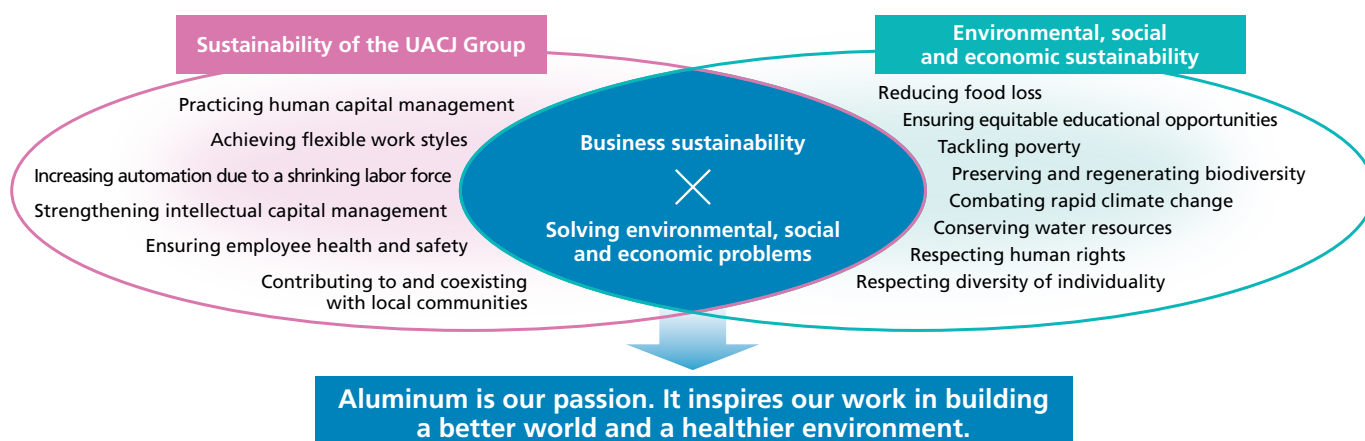 Sustainability of the UACJ Group
Practicing human capital management
Achieving flexible work styles
Increasing automation due to a shrinking labor force
Strengthening intellectual capital management
Ensuring employee health and safety
Contributing to and coexisting
with local communities
Business sustainability
×
Solving environmental, social
and economic problems
Environmental, social
and economic sustainability
Reducing food loss
Ensuring equitable educational opportunities
Tackling poverty
Preserving and regenerating biodiversity
Combating rapid climate change
Conserving water resources
Respecting human rights
Respecting diversity of individuality
Aluminum is our passion. It inspires our work in building
a better world and a healthier environment.